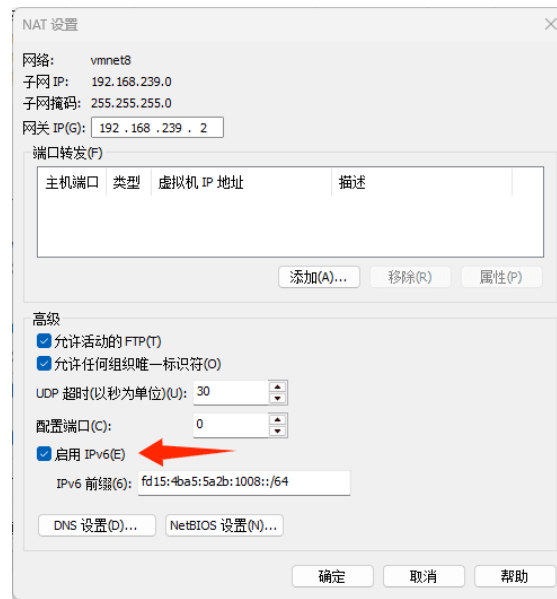 NAT 设置
网络: vmnet8
子网 IP: 192.168.239.0
子网掩码: 255.255.255.0
网关 IP(G): 192 . 168 . 239 . 2
端口转发(F)
主机端口 类型 虚拟机 IP 地址 描述
添加(A)... 移除(R) 属性(P)
高级
允许活动的 FTP(T)
允许任何组织唯一标识符(O)
UDP 超时(以秒为单位)(U): 30
配置端口(C): 0
启用 IPv6(E)
IPv6 前缀(6): fd15:4ba5:5a2b:1008::/64
DNS 设置(D)... NetBIOS 设置(N)...
确定 取消 帮助